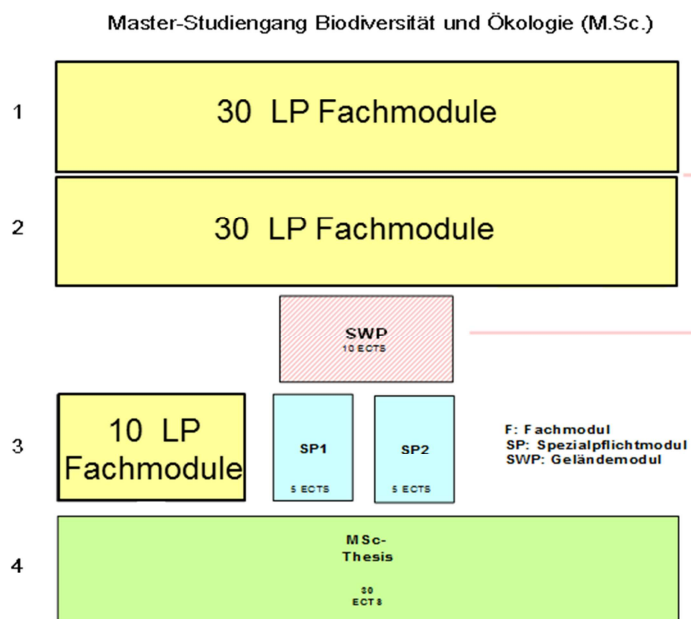 Master-Studiengang Biodiversität und Ökologie (M.Sc.)
1
30 LP Fachmodule
2
30 LP Fachmodule
SWP
10 ECTS
3
10 LP
Fachmodule
SP1
5 ECTS
SP2
5 ECTS
F: Fachmodul
SP: Spezialpflichtmodul
SWP: Geländemodul
4
MSc-
Thesis
30
ECTS